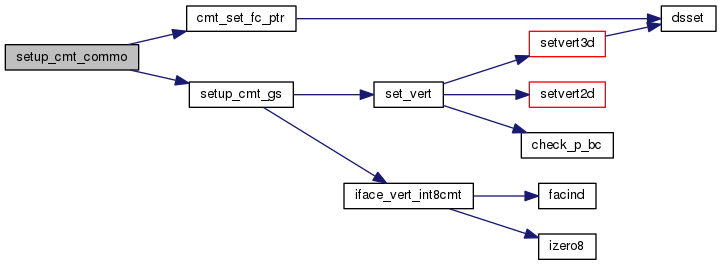 cmt_set_fc_ptr
dsset
setvert3d
setup_cmt_commo
setup_cmt_gs
set_vert
setvert2d
check_p_bc
iface_vert_int8cmt
facind
izero8